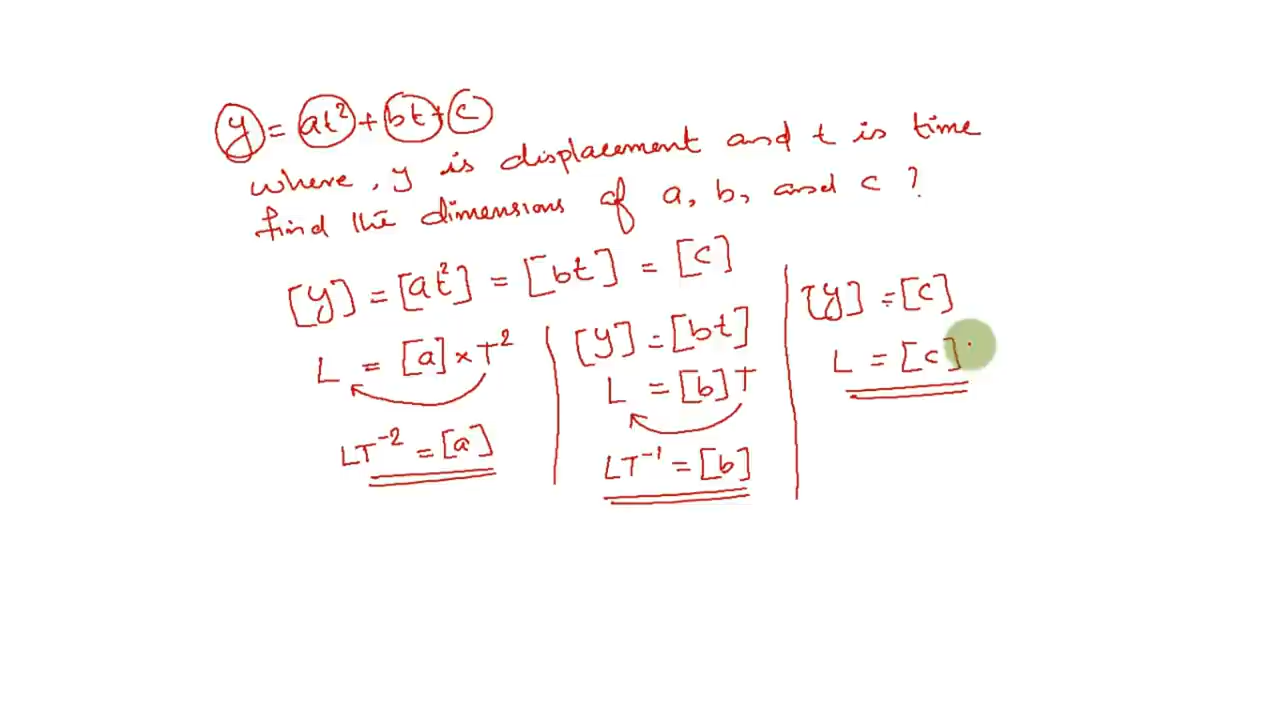 y = at² + bt + c
where, y is displacement and t is time
find the dimensions of a, b, and c ?
[y] = [at²] = [bt] = [c]
L = [a] × T²
LT⁻² = [a]
[y] = [bt]
L = [b] T
LT⁻¹ = [b]
[y] = [c]
L = [c]